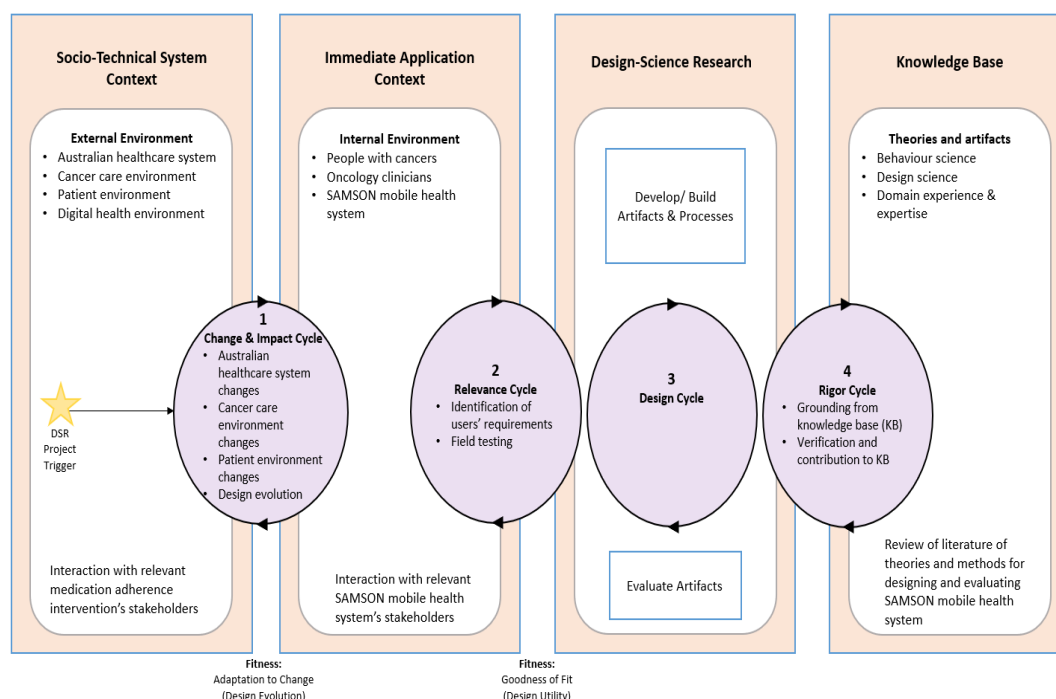 Socio-Technical System
Context
External Environment
• Australian healthcare system
• Cancer care environment
• Patient environment
• Digital health environment
1
Change & Impact Cycle
• Australian
healthcare system
changes
• Cancer care
environment
changes
• Patient environment
changes
• Design evolution
DSR
Project
Trigger
Interaction with relevant
medication adherence
intervention's stakeholders
Fitness:
Adaptation to Change
(Design Evolution)
Immediate Application
Context
Internal Environment
• People with cancers
• Oncology clinicians
• SAMSON mobile health
system
2
Relevance Cycle
• Identification of
users' requirements
• Field testing
Interaction with relevant
SAMSON mobile health
system's stakeholders
Fitness:
Goodness of Fit
(Design Utility)
Design-Science Research
Develop/ Build
Artifacts & Processes
3
Design Cycle
Evaluate Artifacts
Knowledge Base
Theories and artifacts
• Behaviour science
• Design science
• Domain experience &
expertise
4
Rigor Cycle
• Grounding from
knowledge base (KB)
• Verification and
contribution to KB
Review of literature of
theories and methods for
designing and evaluating
SAMSON mobile health
system